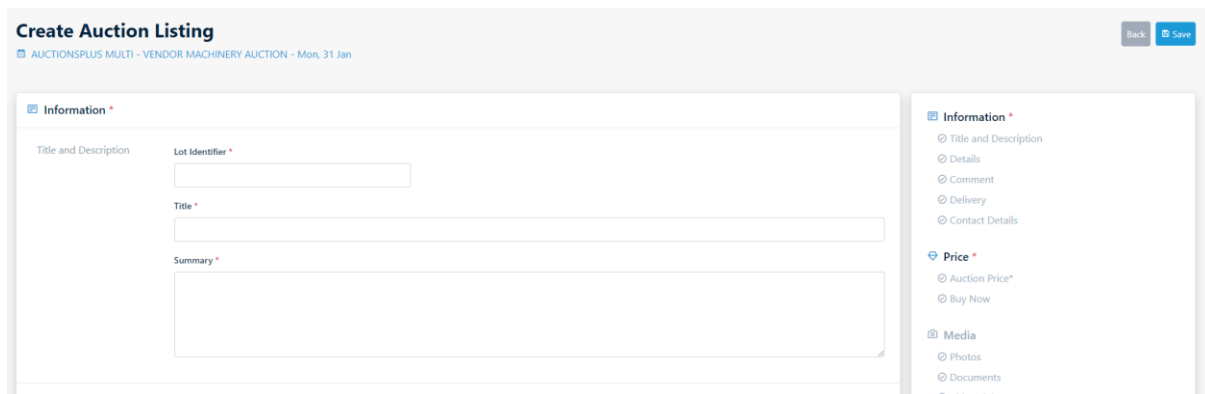 Create Auction Listing
Back
Save
AUCTIONSPLUS MULTI - VENDOR MACHINERY AUCTION - Mon, 31 Jan
Information *
Title and Description
Lot Identifier *
Title *
Summary *
Information *
Title and Description
Details
Comment
Delivery
Contact Details
Price *
Auction Price*
Buy Now
Media
Photos
Documents